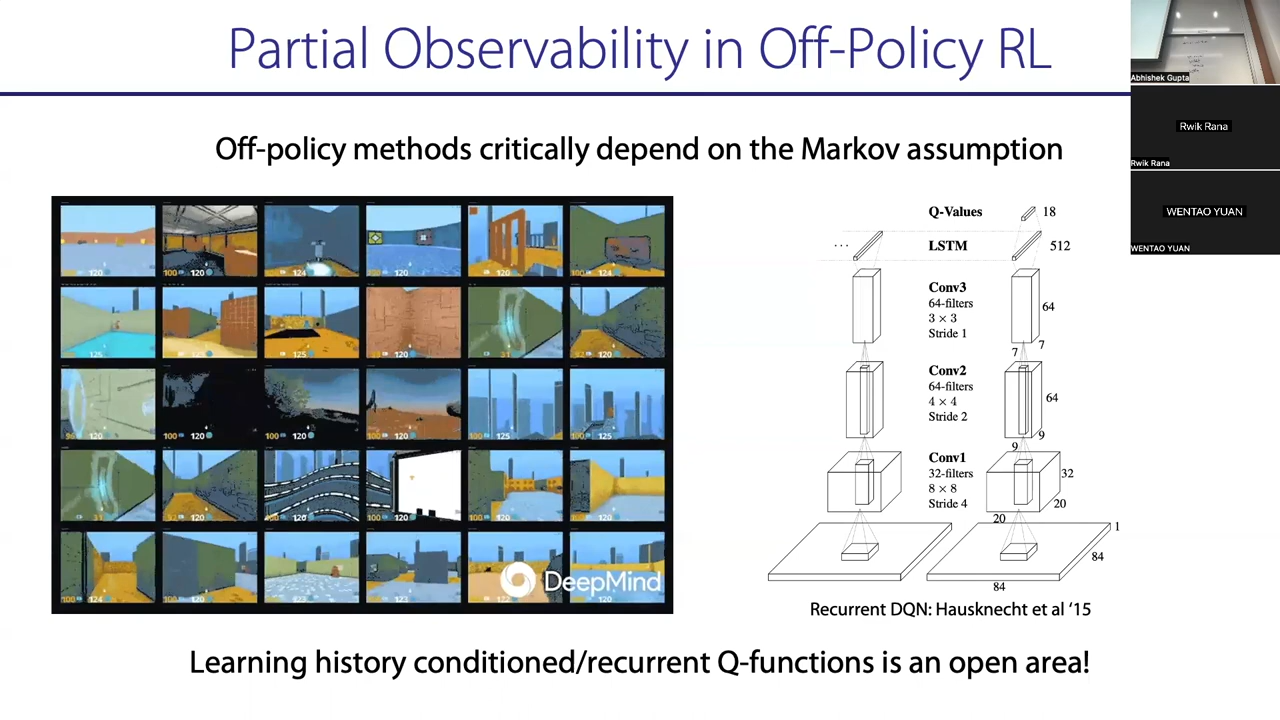 Partial Observability in Off-Policy RL
Off-policy methods critically depend on the Markov assumption
Abhishek Gupta
Rwik Rana
Rwik Rana
WENTAO YUAN
WENTAO YUAN
DeepMind
Q-Values
18
...
LSTM
512
Conv3
64-filters
3 × 3
Stride 1
64
7
7
Conv2
64-filters
4 × 4
Stride 2
64
9
9
Conv1
32-filters
8 × 8
Stride 4
32
20
20
1
84
84
Recurrent DQN: Hausknecht et al ‘15
Learning history conditioned/recurrent Q-functions is an open area!